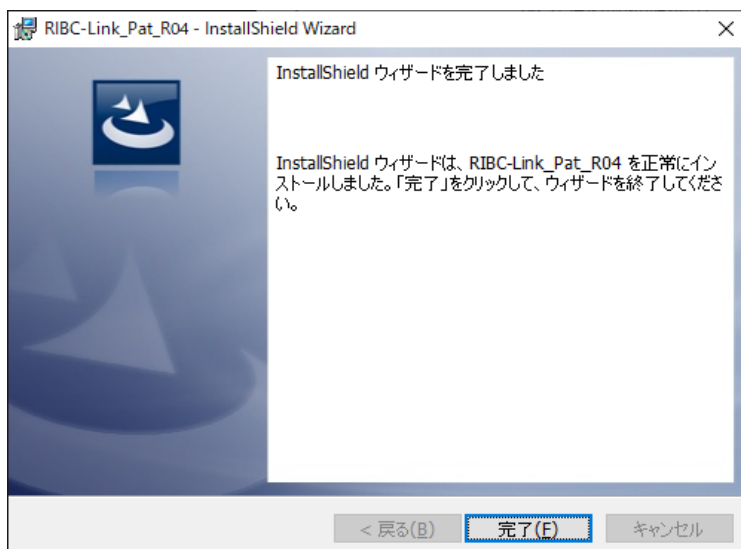 RIBC-Link_Pat_R04 - InstallShield Wizard
InstallShield ウィザードを完了しました
InstallShield ウィザードは、RIBC-Link_Pat_R04 を正常にイン
ストールしました。「完了」をクリックして、ウィザードを終了してくださ
い。
< 戻る(B)
完了(F)
キャンセル